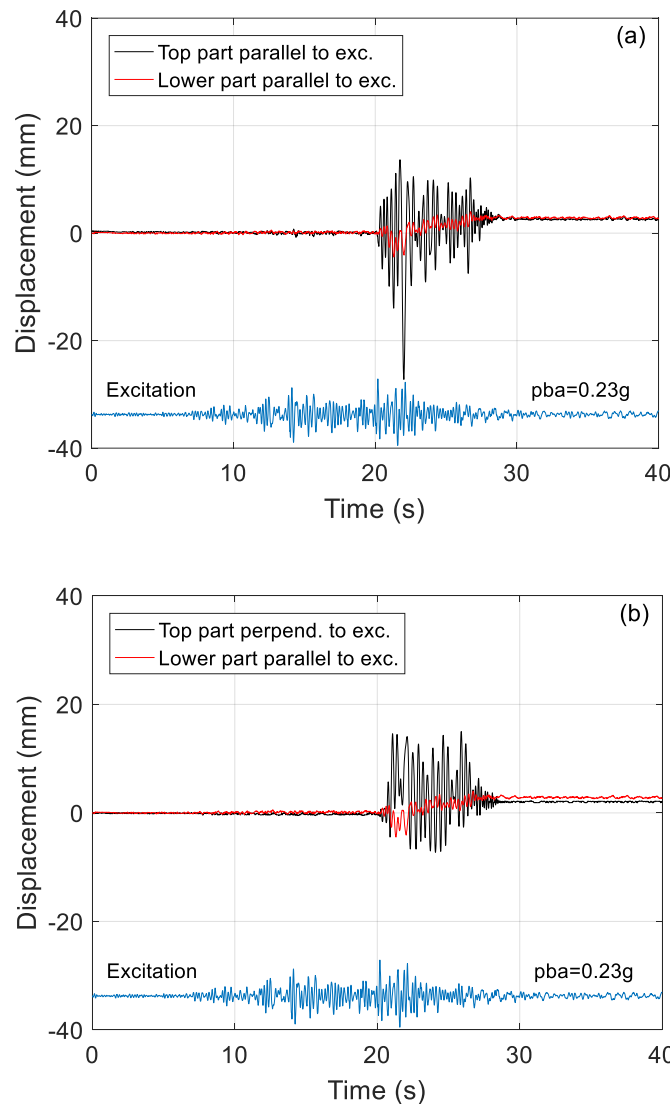 40
(a)
Top part parallel to exc.
Lower part parallel to exc.
20
Displacement (mm)
0
-20
Excitation
pba=0.23g
-40
0 10 20 30 40
Time (s)
40
(b)
Top part perpend. to exc.
Lower part parallel to exc.
20
Displacement (mm)
0
-20
Excitation
pba=0.23g
-40
0 10 20 30 40
Time (s)